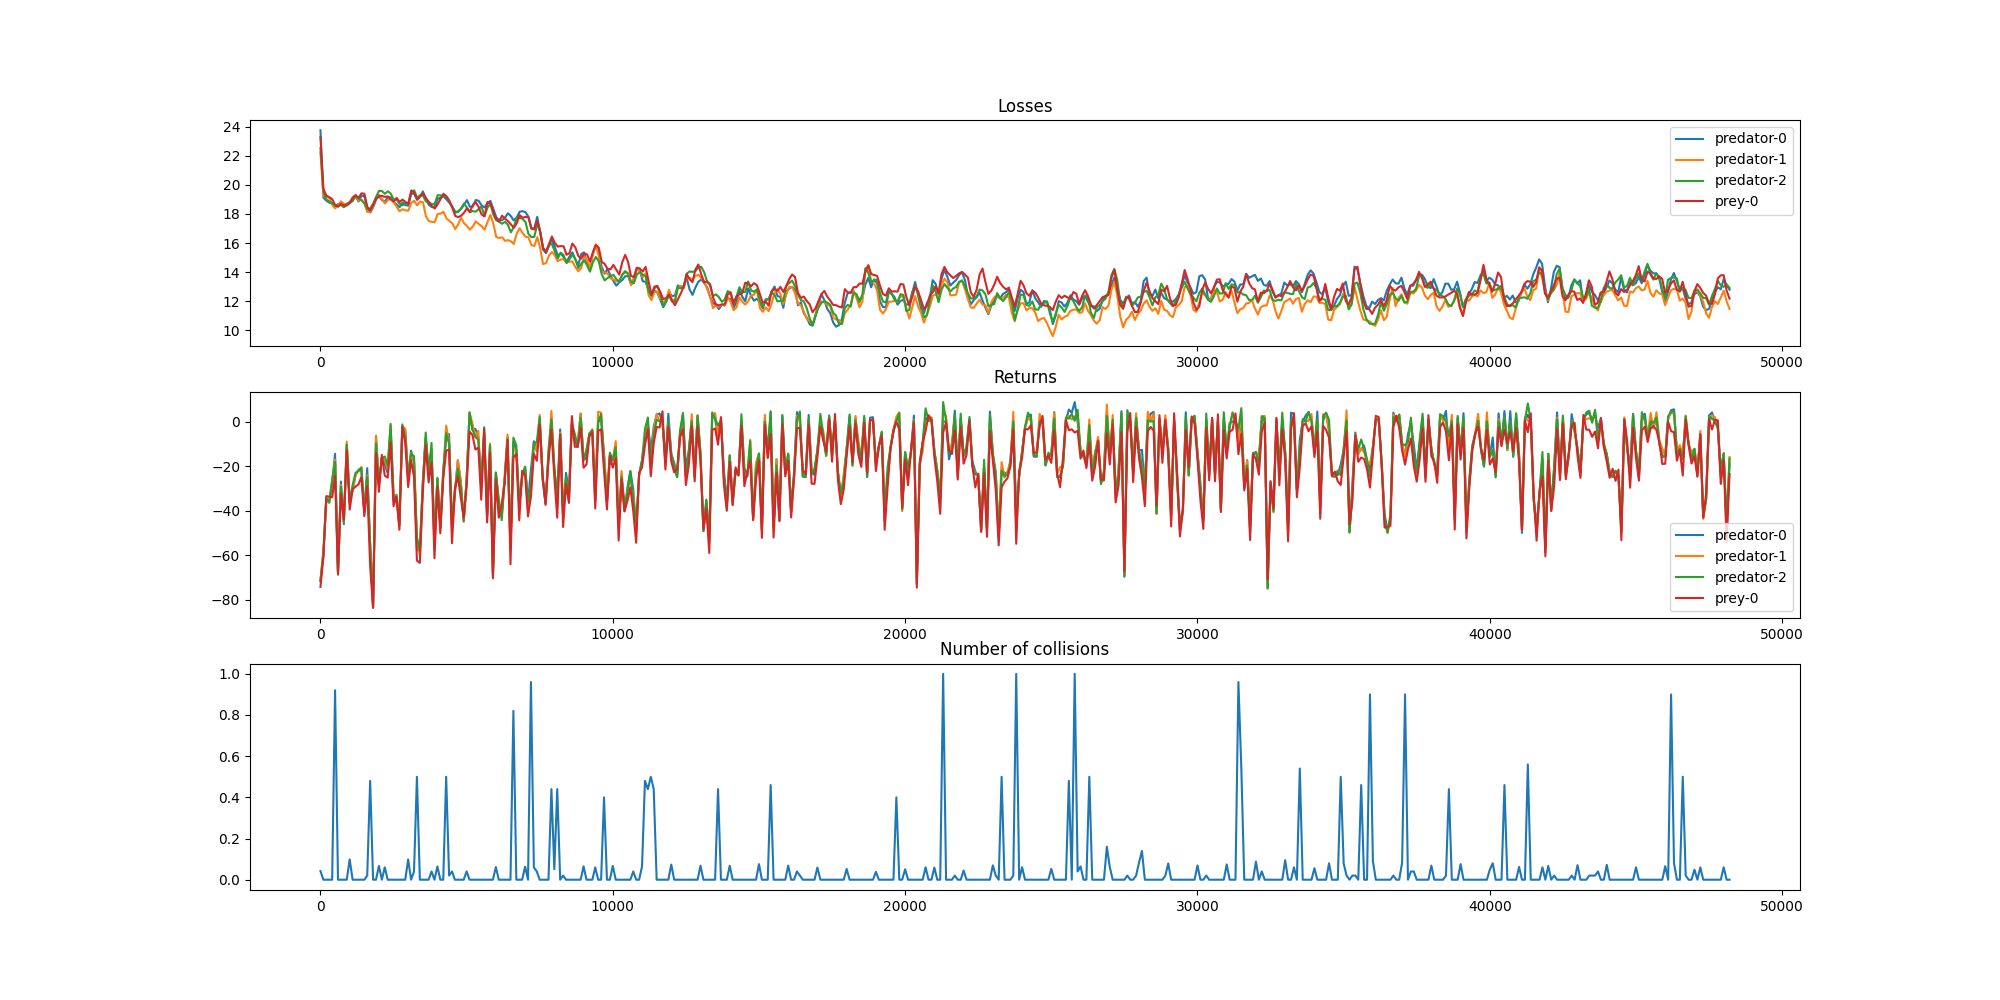 Losses
24
22
20
18
16
14
12
10
predator-0
predator-1
predator-2
prey-0
0 10000 20000 30000 40000 50000
Returns
0
−20
−40
−60
−80
predator-0
predator-1
predator-2
prey-0
0 10000 20000 30000 40000 50000
Number of collisions
1.0
0.8
0.6
0.4
0.2
0.0
0 10000 20000 30000 40000 50000